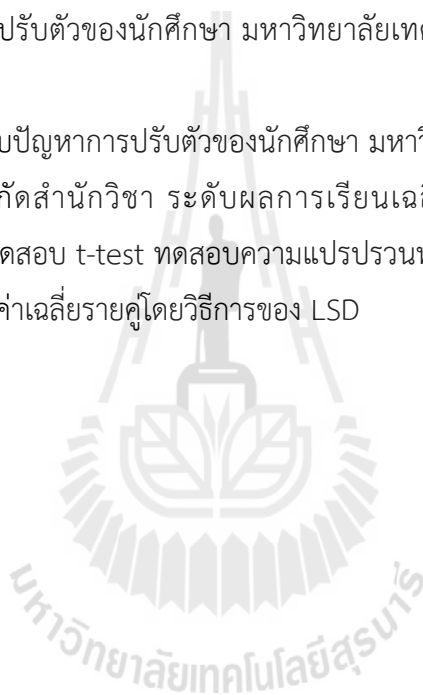 ปรับตัวของนักศึกษา มหาวิทยาลัยเทค
บปัญหาการปรับตัวของนักศึกษา มหาวิ
กัดสำนักวิชา ระดับผลการเรียนเฉลี
ดสอบ t-test ทดสอบความแปรปรวนท
ค่าเฉลี่ยรายคู่โดยวิธีการของ LSD
มหาวิทยาลัยเทคโนโลยีสุรนารี